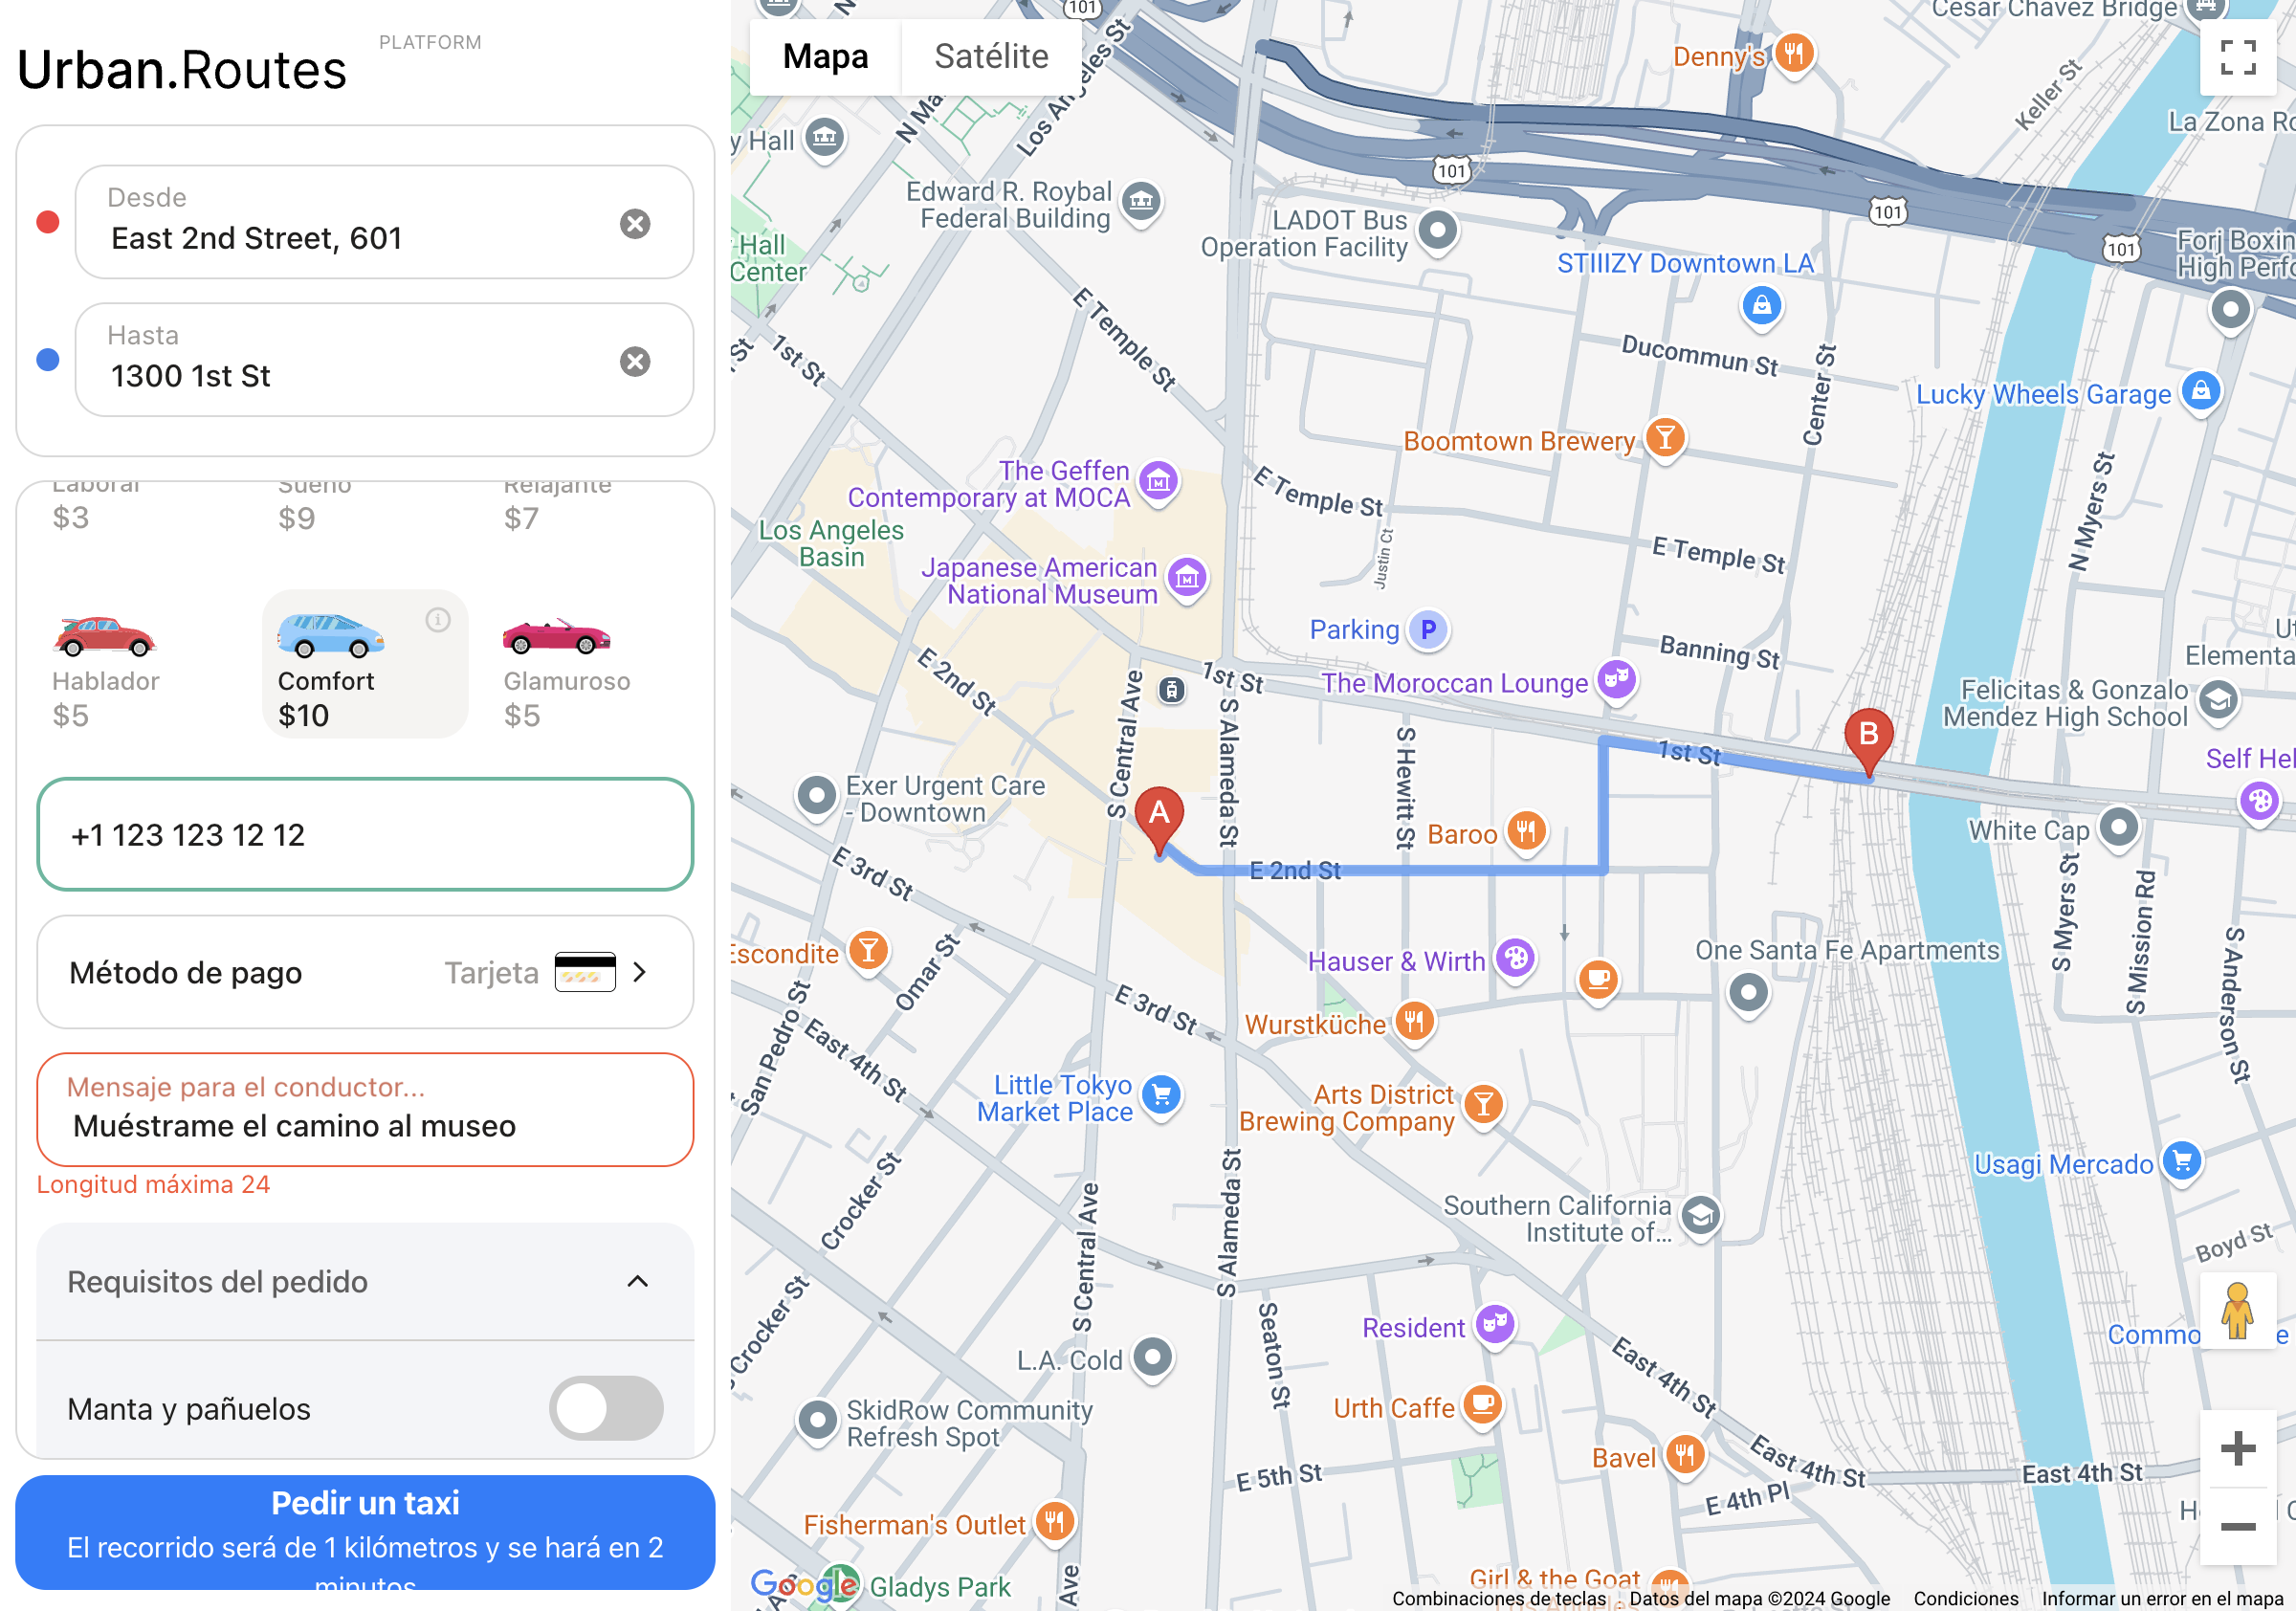 PLATFORM
Urban.Routes
Desde
East 2nd Street, 601
Hasta
1300 1st St
Laboral
Sueño
Relajante
$3
$9
$7
Hablador
Comfort
Glamuroso
$5
$10
$5
+1 123 123 12 12
Método de pago
Tarjeta
Mensaje para el conductor...
Muéstrame el camino al museo
Longitud máxima 24
Requisitos del pedido
Manta y pañuelos
Pedir un taxi
El recorrido será de 1 kilómetros y se hará en 2
minutos
Mapa
Satélite
101
Cesar Chavez Bridge
Denny's
Keller St
La Zona
Los Angeles St
y Hall
Edward R. Roybal
Federal Building
LADOT Bus
Operation Facility
101
101
101
Forj
High
STIIIZY Downtown LA
Hall
Center
E Temple St
1st St
Ducommun St
Center St
Lucky Wheels Garage
Boomtown Brewery
N Myers St
The Geffen
Contemporary at MOCA
E Temple St
Los Angeles
Basin
Justin Ct
E Temple St
Japanese American
National Museum
Parking
P
Banning St
Elementa
E 2nd St
1st St
The Moroccan Lounge
Felicitas & Gonzalo
Mendez High School
S Central Ave
S Alameda St
S Hewitt St
1st St
B
Self Hel
Exer Urgent Care
- Downtown
A
Baroo
White Cap
E 2nd St
E 3rd St
S Myers St
S Mission Rd
S Anderson St
Escondite
Omar St
Hauser & Wirth
One Santa Fe Apartments
San Pedro St
E 3rd St
Wurstküche
East 4th St
Little Tokyo
Market Place
Arts District
Brewing Company
Usagi Mercado
Crocker St
S Central Ave
S Alameda St
Southern California
Institute of...
Boyd St
Crocker St
Seaton St
Resident
Commo
L.A. Cold
East 4th St
Urth Caffe
SkidRow Community
Refresh Spot
Bavel
East 4th St
East 4th St
E 5th St
E 4th Pl
Fisherman's Outlet
Google
Gladys Park
Ave
Girl & the Goat
Los Angeles
Combinaciones de teclas
Datos del mapa ©2024 Google
Condiciones
Informar un error en el mapa